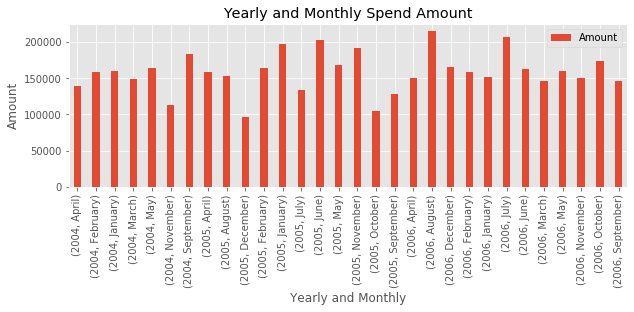 Yearly and Monthly Spend Amount
Amount
200000
150000
100000
50000
0
Amount
(2004, April)
(2004, February)
(2004, January)
(2004, March)
(2004, May)
(2004, November)
(2004, September)
(2005, April)
(2005, August)
(2005, December)
(2005, February)
(2005, January)
(2005, July)
(2005, June)
(2005, May)
(2005, November)
(2005, October)
(2005, September)
(2006, April)
(2006, August)
(2006, December)
(2006, February)
(2006, January)
(2006, July)
(2006, June)
(2006, March)
(2006, May)
(2006, November)
(2006, October)
(2006, September)
Yearly and Monthly